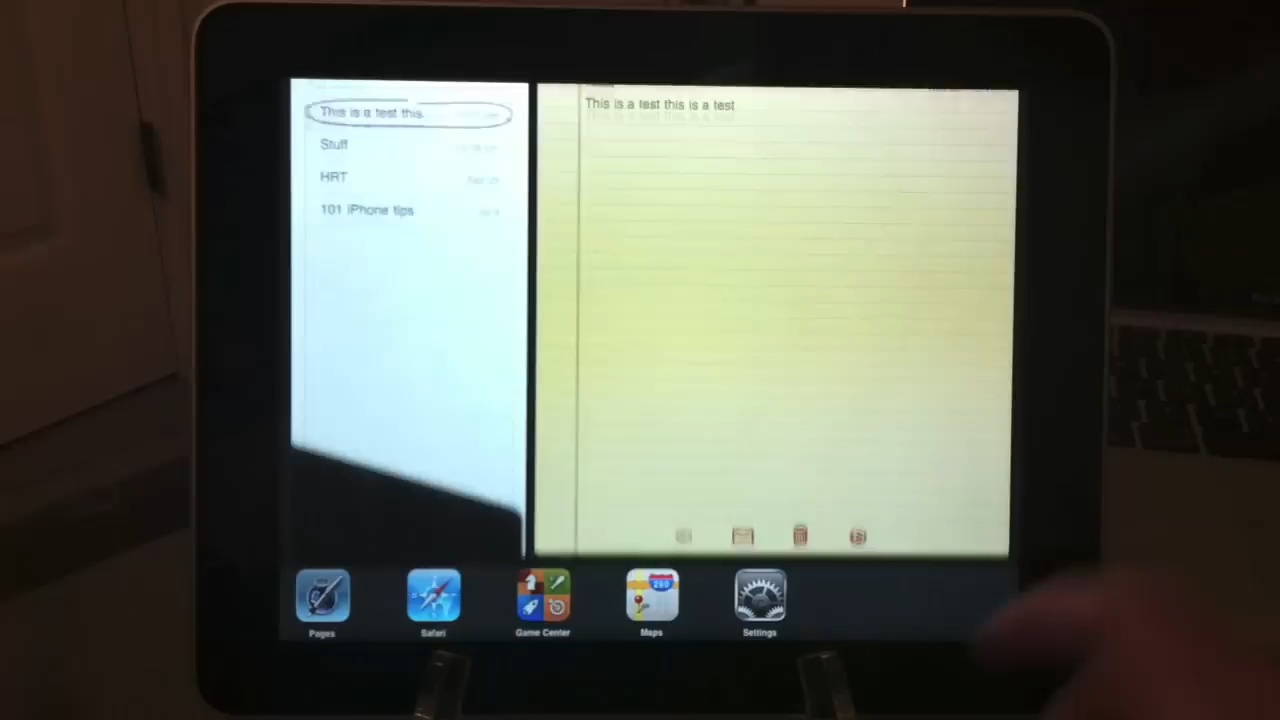 This is a test this
Stuff
HRT
101 iPhone tips
This is a test this is a test
Pages
Safari
Game Center
280
Maps
Settings